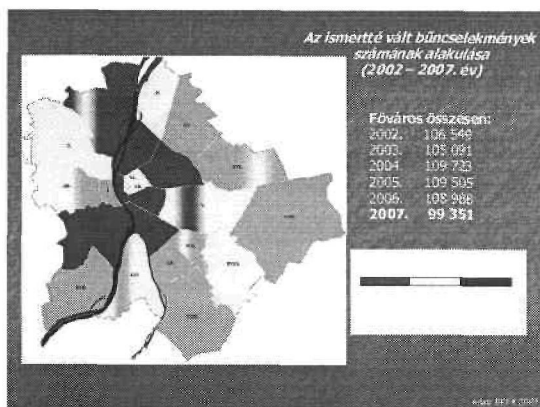 Az ismertté vált bűncselekmények
számának alakulása
(2002 – 2007. év)
Főváros összesen:
2002. 106 549
2003. 105 091
2004. 109 723
2005. 109 505
2006. 108 988
2007. 99 351